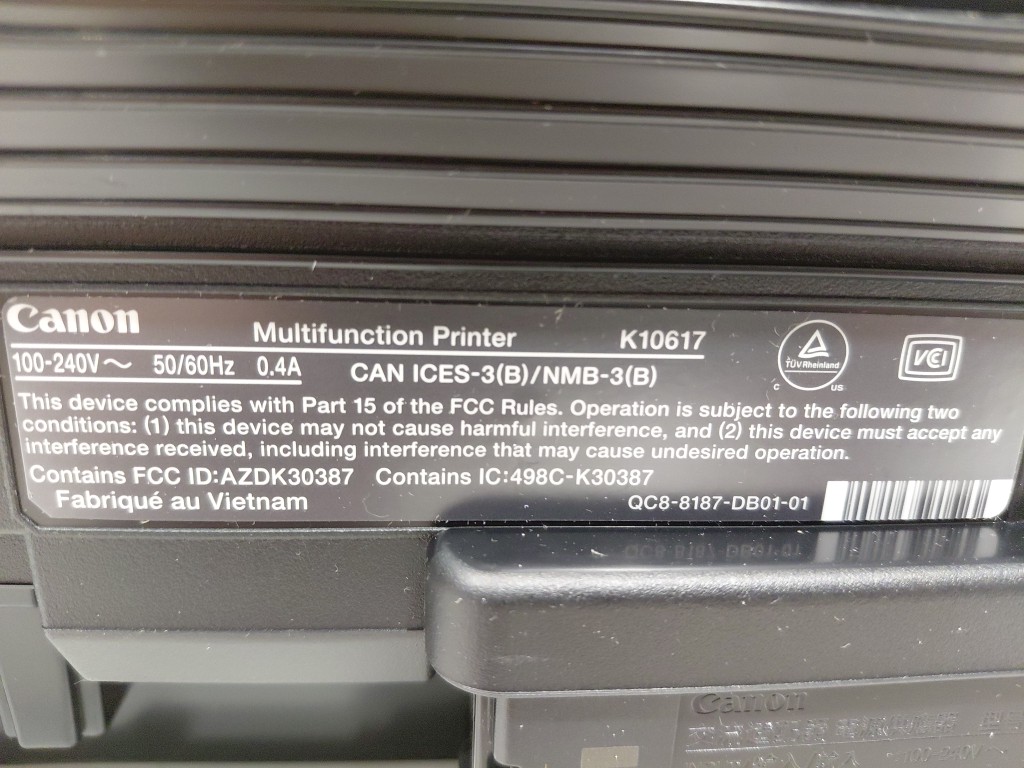 Canon
Multifunction Printer K10617
100-240V～ 50/60Hz 0.4A
CAN ICES-3(B)/NMB-3(B)
TÜVRheinland
C US
VCCI
This device complies with Part 15 of the FCC Rules. Operation is subject to the following two
conditions: (1) this device may not cause harmful interference, and (2) this device must accept any
interference received, including interference that may cause undesired operation.
Contains FCC ID:AZDK30387 Contains IC:498C-K30387
Fabriqué au Vietnam
QC8-8187-DB01-01
Canon
~100-240V~